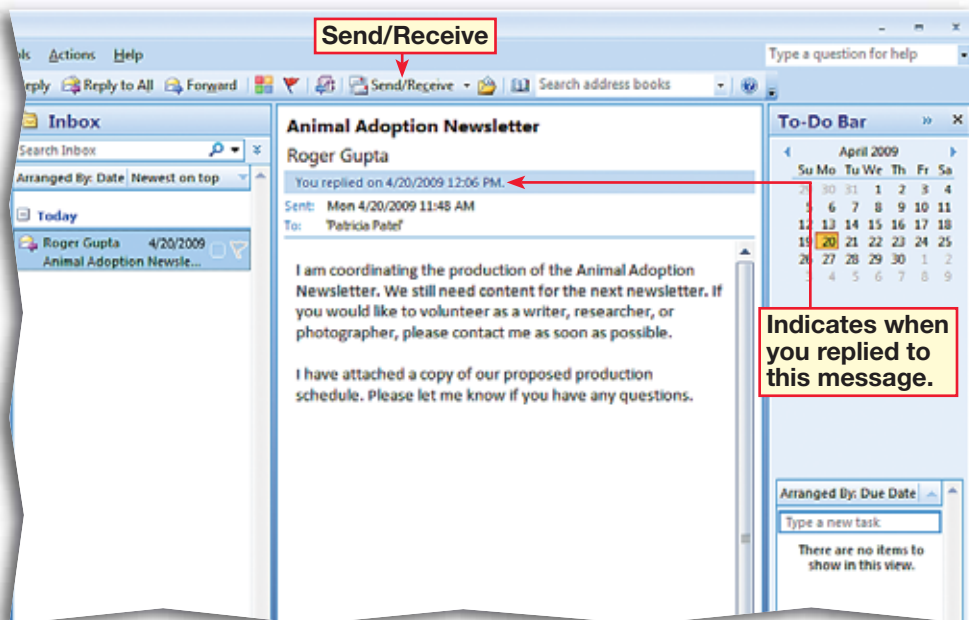 Send/Receive
Actions Help
Type a question for help
Reply to All Forward Send/Receive Search address books
Inbox
Search Inbox
Arranged By: Date Newest on top
Today
Roger Gupta 4/20/2009
Animal Adoption Newsle...
Animal Adoption Newsletter
Roger Gupta
You replied on 4/20/2009 12:06 PM.
Sent: Mon 4/20/2009 11:48 AM
To: 'Patricia Patel'
I am coordinating the production of the Animal Adoption
Newsletter. We still need content for the next newsletter. If
you would like to volunteer as a writer, researcher, or
photographer, please contact me as soon as possible.
I have attached a copy of our proposed production
schedule. Please let me know if you have any questions.
To-Do Bar
April 2009
Su Mo Tu We Th Fr Sa
29 30 31 1 2 3 4
5 6 7 8 9 10 11
12 13 14 15 16 17 18
19 20 21 22 23 24 25
26 27 28 29 30 1 2
3 4 5 6 7 8 9
Indicates when
you replied to
this message.
Arranged By: Due Date
Type a new task
There are no items to
show in this view.